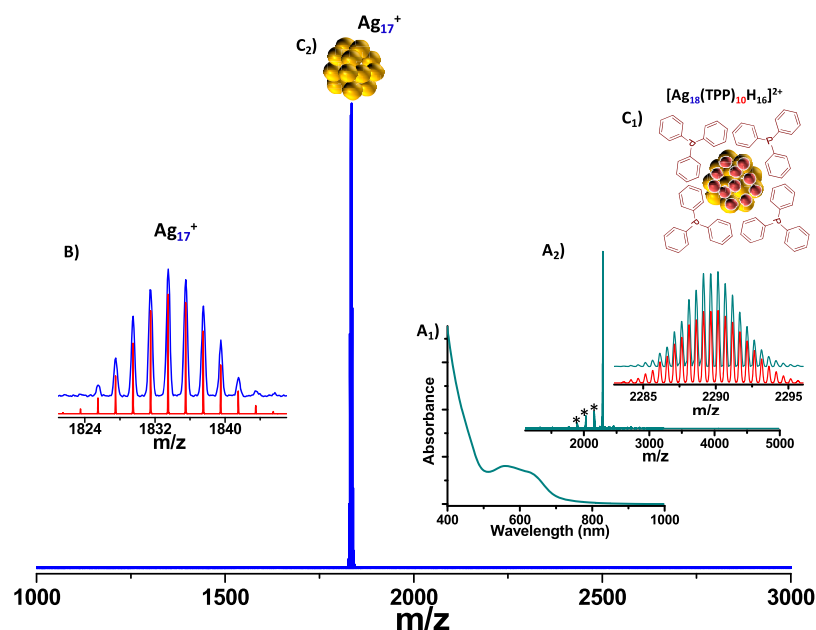 Ag17+
C2)
[Ag18(TPP)10H16]2+
C1)
P
P
P
P
Ag17+
B)
A2)
A1)
1824
1832
1840
m/z
2285
2290
2295
m/z
* * *
2000
3000
4000
5000
m/z
Absorbance
400
600
800
1000
Wavelength (nm)
1000
1500
2000
2500
3000
m/z